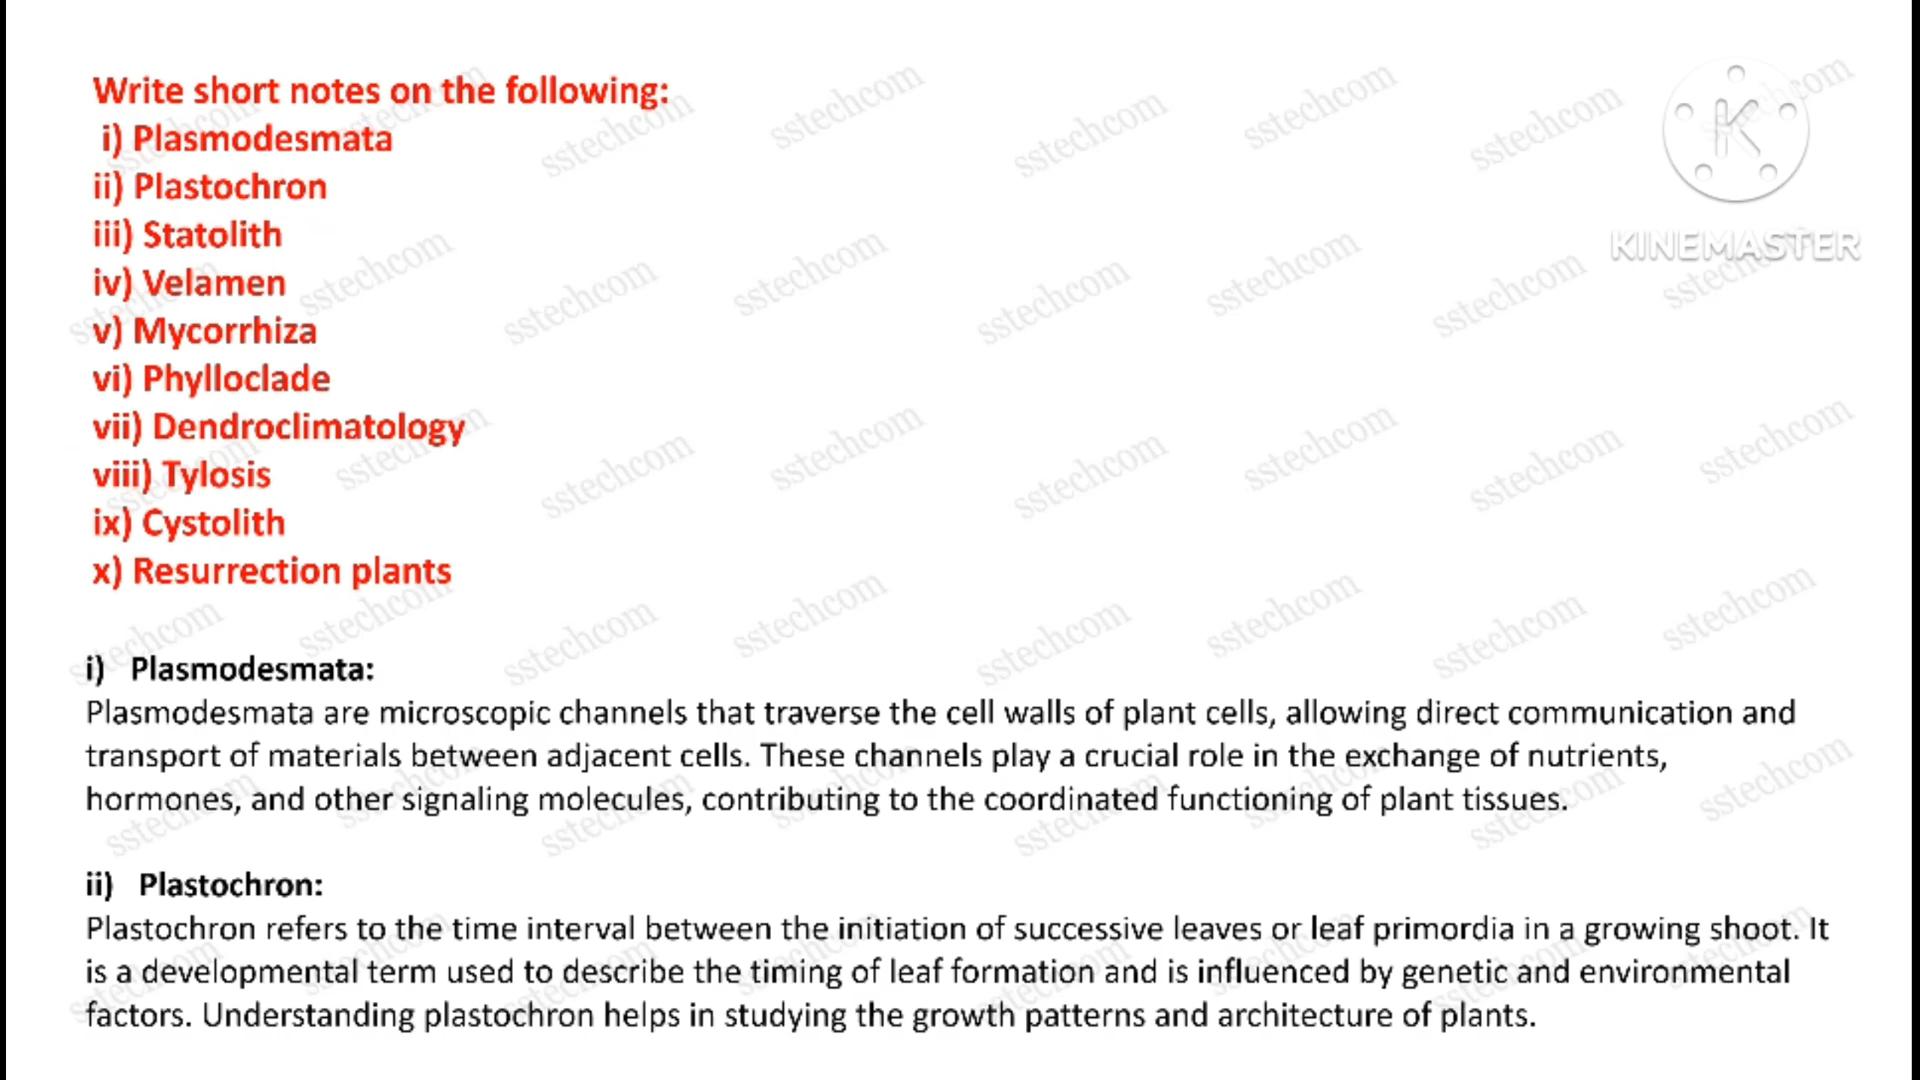 Write short notes on the following:
i) Plasmodesmata
ii) Plastochron
iii) Statolith
iv) Velamen
v) Mycorrhiza
vi) Phylloclade
vii) Dendroclimatology
viii) Tylosis
ix) Cystolith
x) Resurrection plants
K
KINEMASTER
i) Plasmodesmata:
Plasmodesmata are microscopic channels that traverse the cell walls of plant cells, allowing direct communication and
transport of materials between adjacent cells. These channels play a crucial role in the exchange of nutrients,
hormones, and other signaling molecules, contributing to the coordinated functioning of plant tissues.
ii) Plastochron:
Plastochron refers to the time interval between the initiation of successive leaves or leaf primordia in a growing shoot. It
is a developmental term used to describe the timing of leaf formation and is influenced by genetic and environmental
factors. Understanding plastochron helps in studying the growth patterns and architecture of plants.
sstechcom